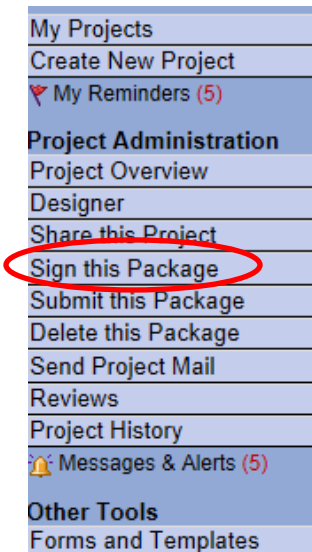 My Projects
Create New Project
My Reminders (5)
Project Administration
Project Overview
Designer
Share this Project
Sign this Package
Submit this Package
Delete this Package
Send Project Mail
Reviews
Project History
Messages & Alerts (5)
Other Tools
Forms and Templates